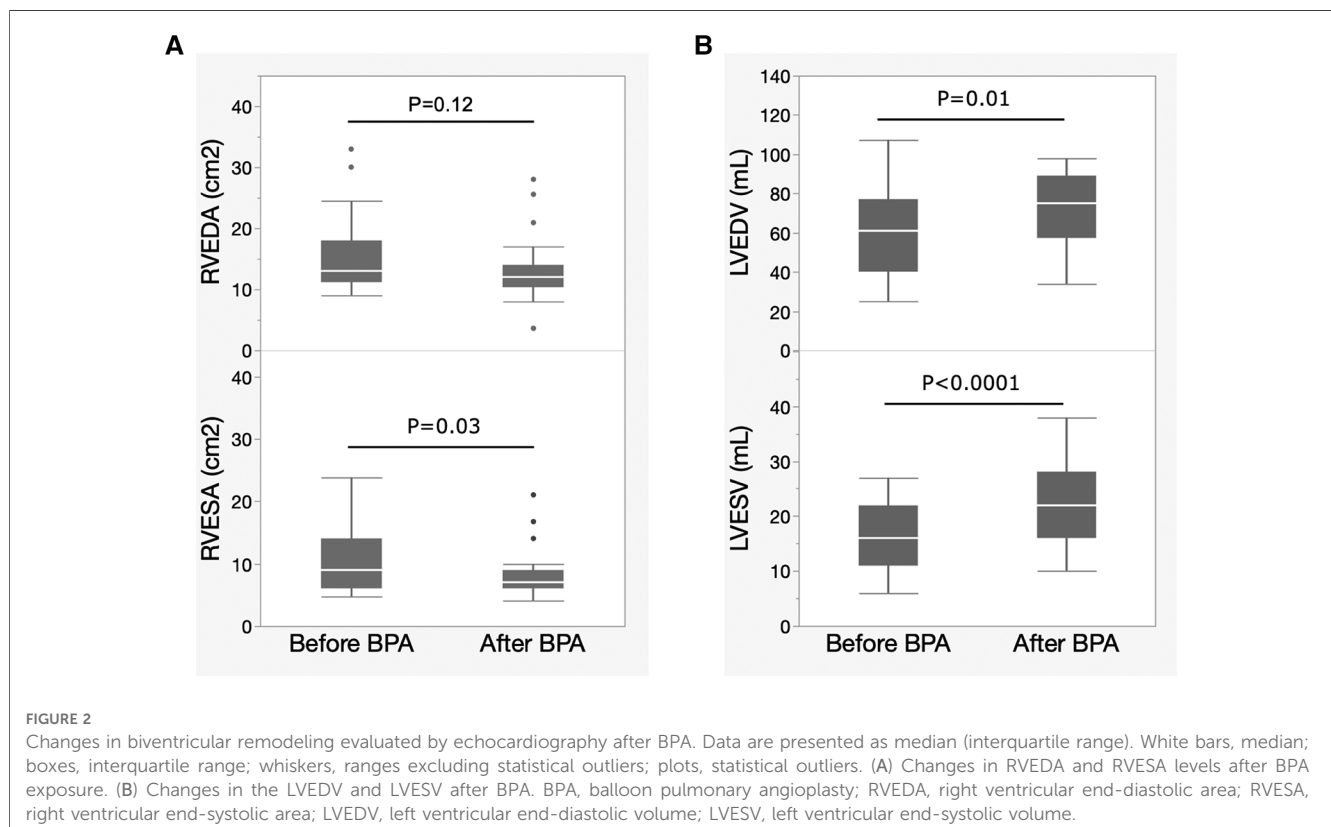 A
40
30
20
10
0
RVEDA (cm2)
P=0.12
40
30
20
10
0
RVESA (cm2)
P=0.03
Before BPA After BPA
B
140
120
100
80
60
40
20
0
LVEDV (mL)
P=0.01
40
30
20
10
0
LVESV (mL)
P<0.0001
Before BPA After BPA
FIGURE 2
Changes in biventricular remodeling evaluated by echocardiography after BPA. Data are presented as median (interquartile range). White bars, median;
boxes, interquartile range; whiskers, ranges excluding statistical outliers; plots, statistical outliers. (A) Changes in RVEDA and RVESA levels after BPA
exposure. (B) Changes in the LVEDV and LVESV after BPA. BPA, balloon pulmonary angioplasty; RVEDA, right ventricular end-diastolic area; RVESA,
right ventricular end-systolic area; LVEDV, left ventricular end-diastolic volume; LVESV, left ventricular end-systolic volume.